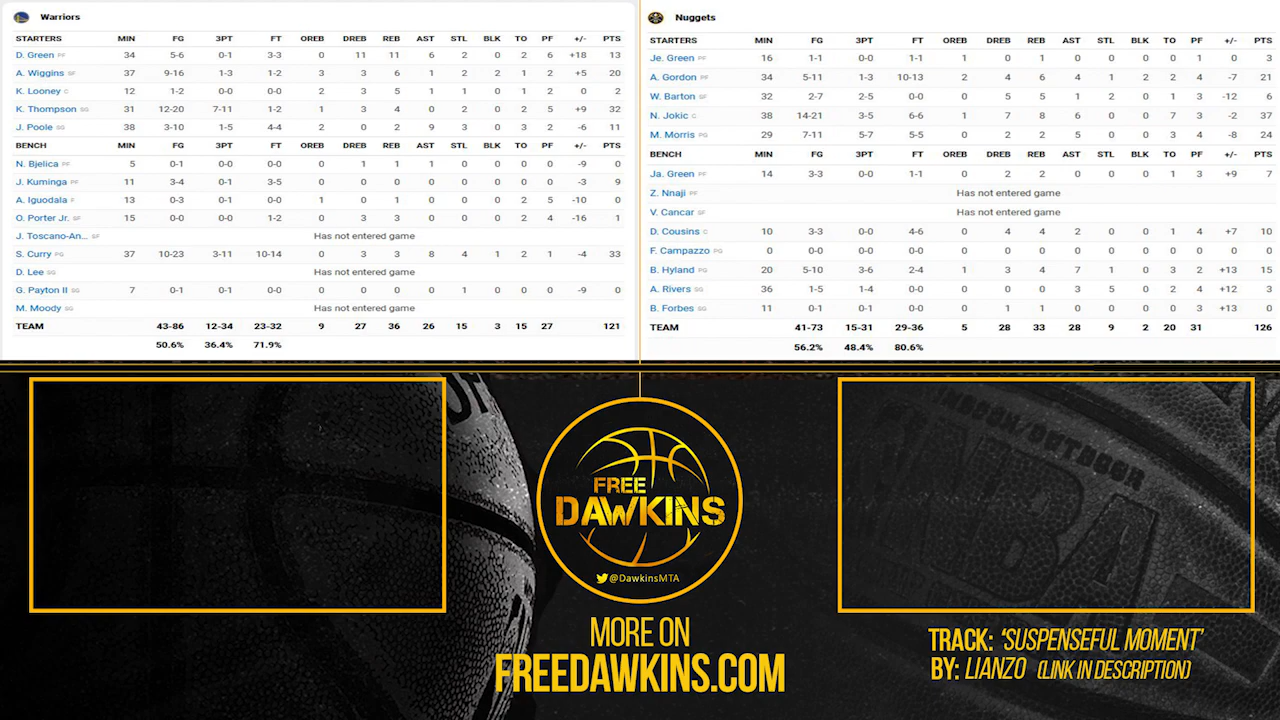 Warriors
STARTERS MIN FG 3PT FT OREB DREB REB AST STL BLK TO PF +/- PTS
D. Green PF 34 5-6 0-1 3-3 0 11 11 6 2 0 2 6 +18 13
A. Wiggins SF 37 9-16 1-3 1-2 3 3 6 1 2 2 1 2 +5 20
K. Looney C 12 1-2 0-0 0-0 2 3 5 1 1 0 1 2 0 2
K. Thompson SG 31 12-20 7-11 1-2 1 3 4 0 2 0 2 5 +9 32
J. Poole SG 38 3-10 1-5 4-4 2 0 2 9 3 0 3 2 -6 11
BENCH MIN FG 3PT FT OREB DREB REB AST STL BLK TO PF +/- PTS
N. Bjelica PF 5 0-1 0-0 0-0 0 1 1 1 0 0 0 0 -9 0
J. Kuminga PF 11 3-4 0-1 3-5 0 0 0 0 0 0 0 0 -3 9
A. Iguodala F 13 0-3 0-1 0-0 1 0 1 0 0 0 2 5 -10 0
O. Porter Jr. SF 15 0-0 0-0 1-2 0 3 3 0 0 0 2 4 -16 1
J. Toscano-An... SF Has not entered game
S. Curry PG 37 10-23 3-11 10-14 0 3 3 8 4 1 2 1 -4 33
D. Lee SG Has not entered game
G. Payton II SG 7 0-1 0-1 0-0 0 0 0 0 1 0 0 0 -9 0
M. Moody SG Has not entered game
TEAM 43-86 12-34 23-32 9 27 36 26 15 3 15 27 121
50.6% 36.4% 71.9%
Nuggets
STARTERS MIN FG 3PT FT OREB DREB REB AST STL BLK TO PF +/- PTS
Je. Green PF 16 1-1 0-0 1-1 1 0 1 0 0 0 0 1 0 3
A. Gordon PF 34 5-11 1-3 10-13 2 4 6 4 1 2 2 4 -7 21
W. Barton SF 32 2-7 2-5 0-0 0 5 5 1 2 0 1 3 -12 6
N. Jokic C 38 14-21 3-5 6-6 1 7 8 6 0 0 7 3 -2 37
M. Morris PG 29 7-11 5-7 5-5 0 2 2 5 0 0 3 4 -8 24
BENCH MIN FG 3PT FT OREB DREB REB AST STL BLK TO PF +/- PTS
Ja. Green PF 14 3-3 0-0 1-1 0 2 2 0 0 0 1 3 +9 7
Z. Nnaji PF Has not entered game
V. Cancar SF Has not entered game
D. Cousins C 10 3-3 0-0 4-6 0 4 4 2 0 0 1 4 +7 10
F. Campazzo PG 0 0-0 0-0 0-0 0 0 0 0 0 0 0 0 0 0
B. Hyland PG 20 5-10 3-6 2-4 1 3 4 7 1 0 3 2 +13 15
A. Rivers SG 36 1-5 1-4 0-0 0 0 0 3 5 0 2 4 +12 3
B. Forbes SG 11 0-1 0-1 0-0 0 1 1 0 0 0 0 3 +13 0
TEAM 41-73 15-31 29-36 5 28 33 28 9 2 20 31 126
56.2% 48.4% 80.6%
FREE
DAWKINS
@DawkinsMTA
MORE ON
FREEDAWKINS.COM
TRACK: 'SUSPENSEFUL MOMENT'
BY: LIANZO (LINK IN DESCRIPTION)